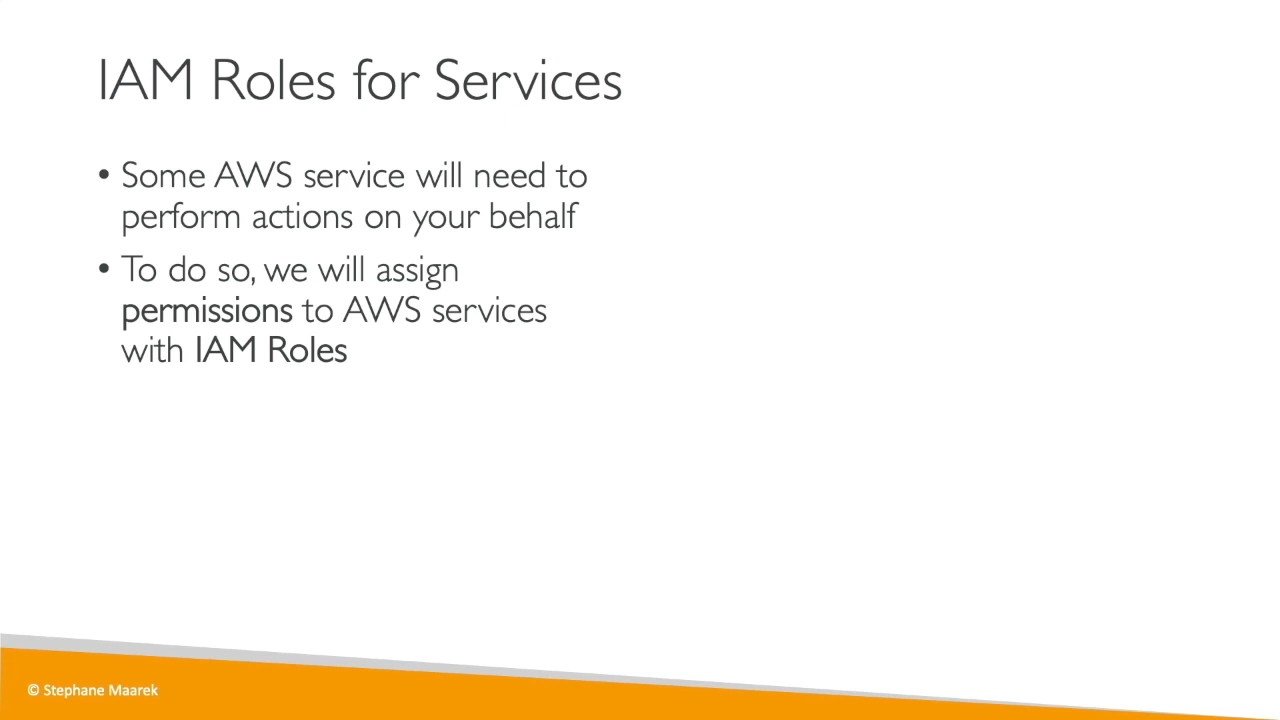 IAM Roles for Services
• Some AWS service will need to
perform actions on your behalf
• To do so, we will assign
permissions to AWS services
with IAM Roles
© Stephane Maarek